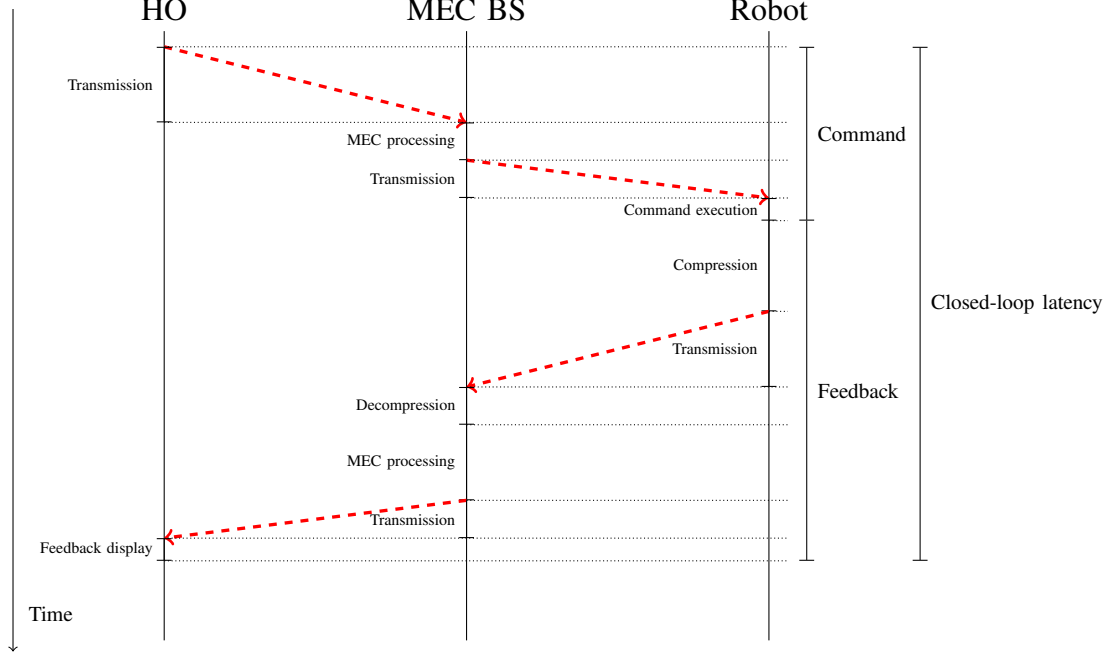 HO
MEC BS
Robot
Transmission
MEC processing
Command
Transmission
Command execution
Compression
Closed-loop latency
Transmission
Feedback
Decompression
MEC processing
Transmission
Feedback display
Time